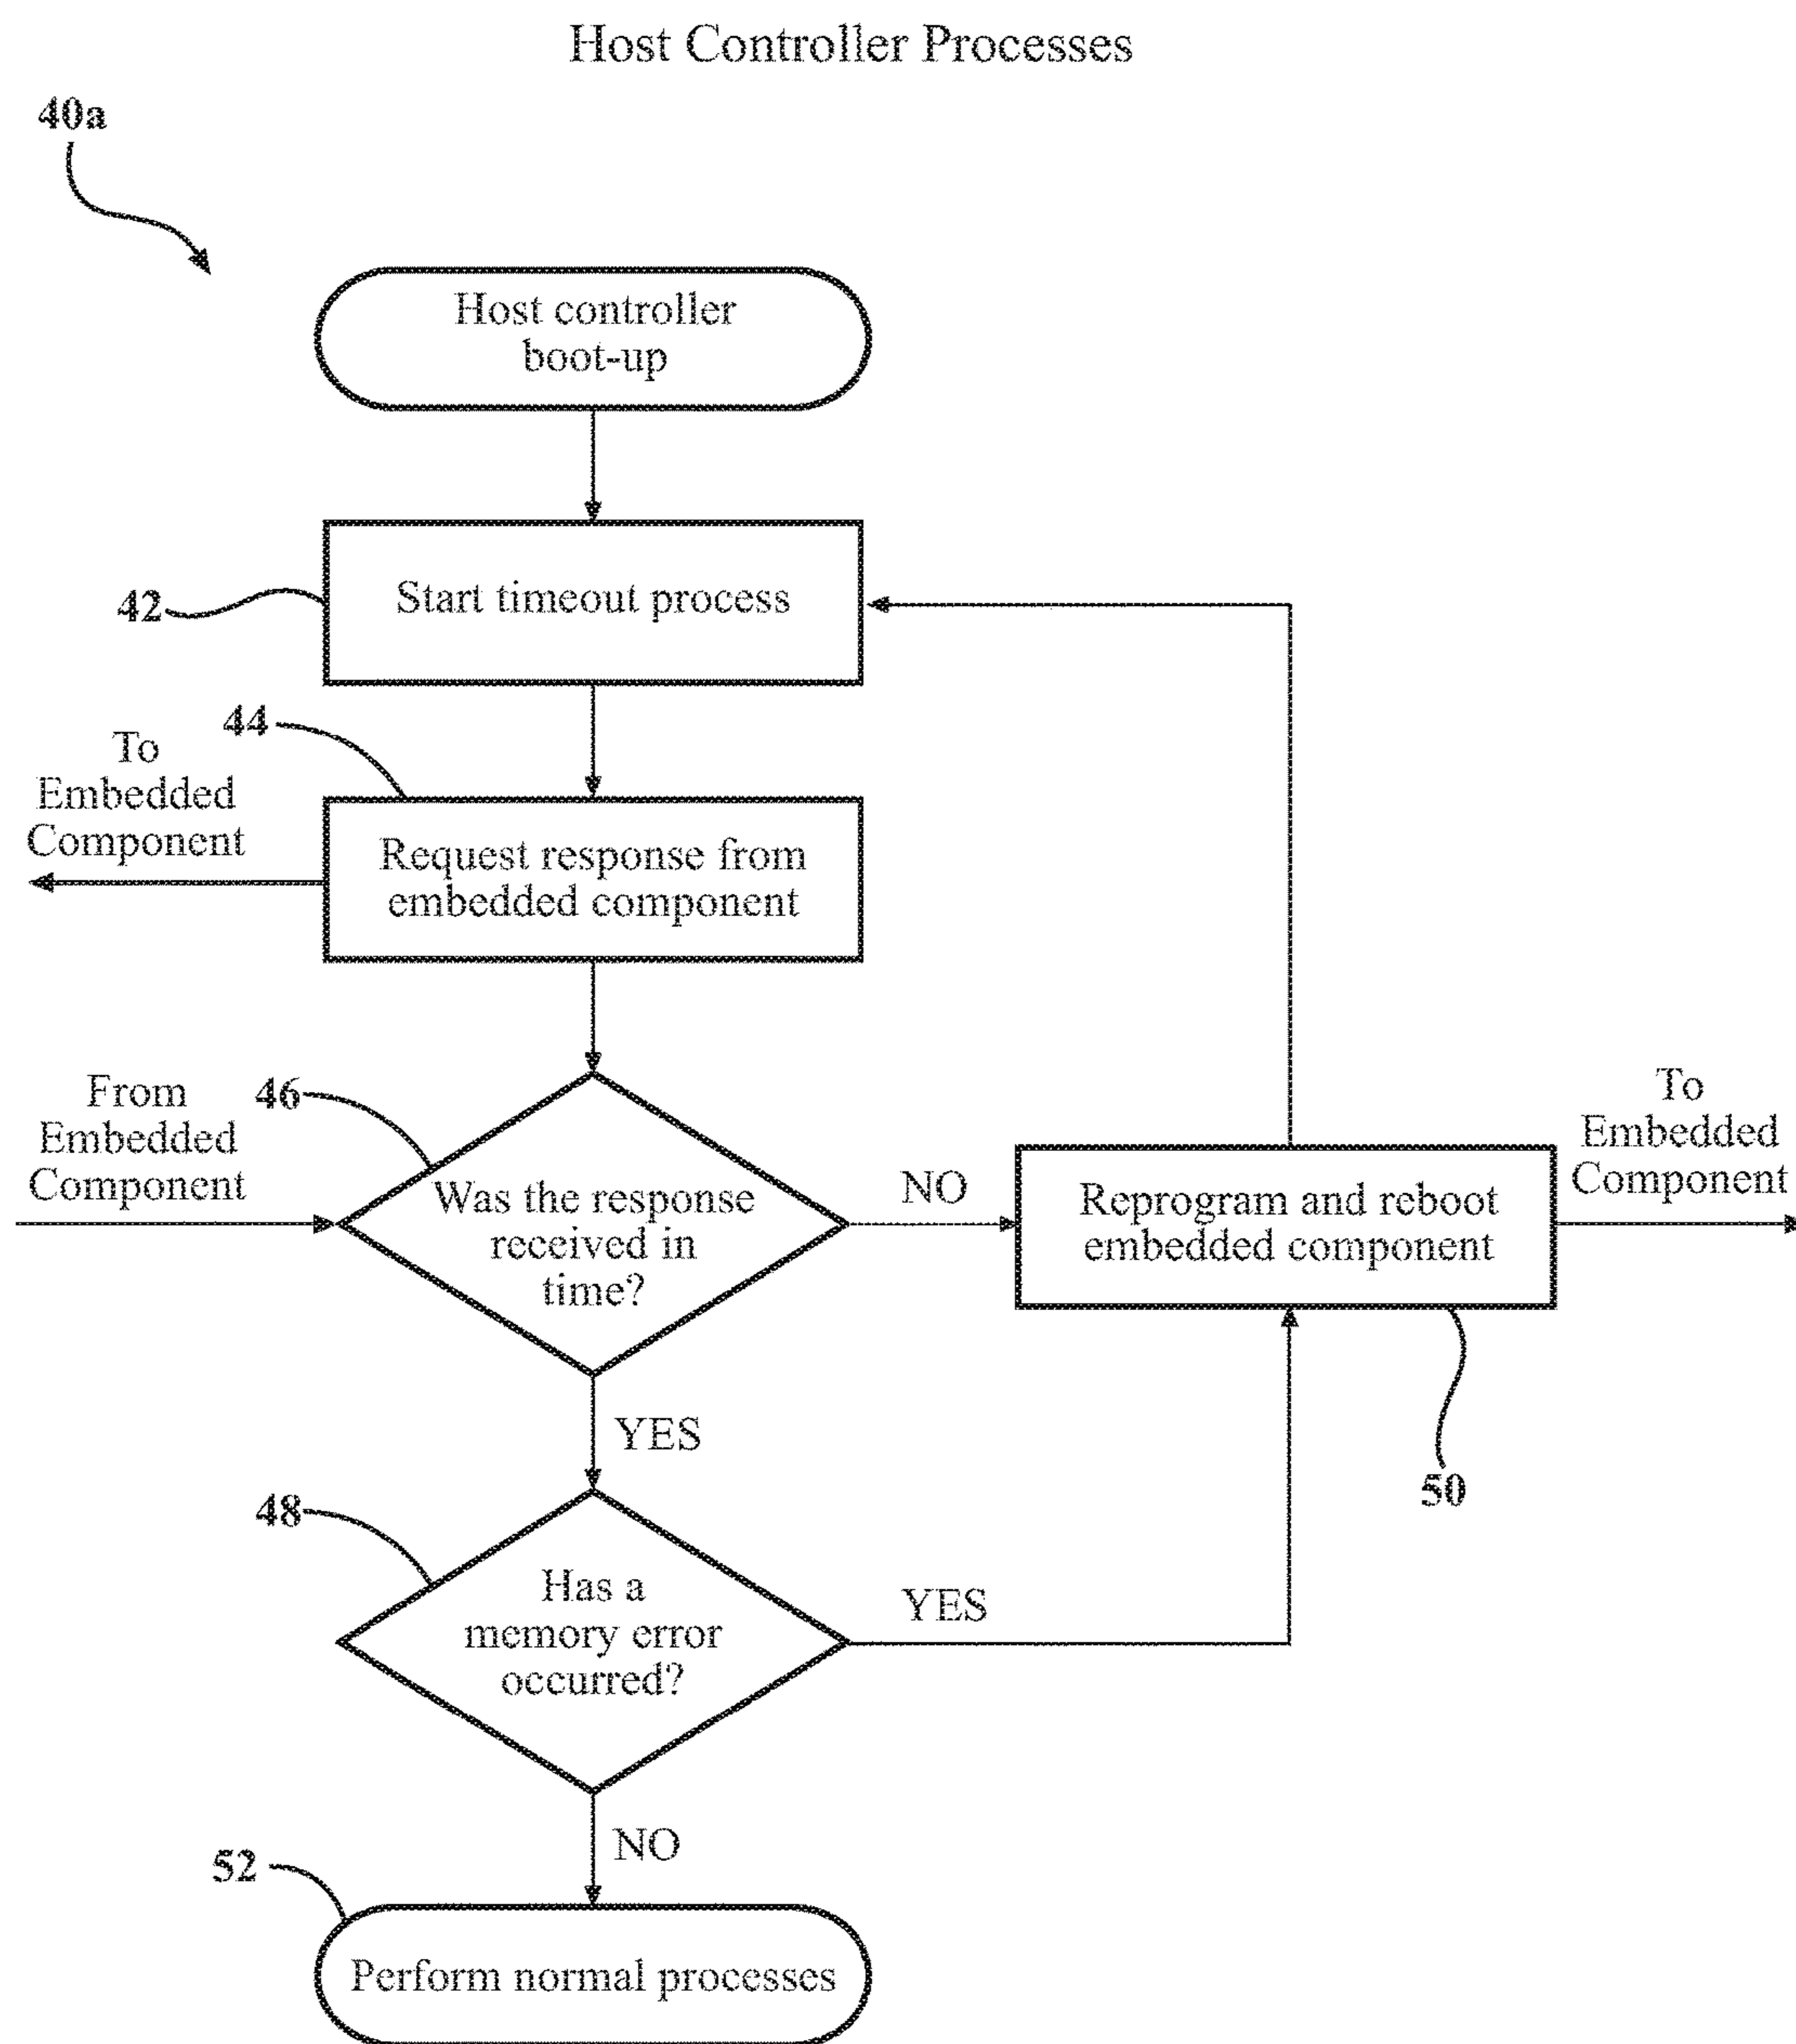 Host Controller Processes
40a
Host controller
boot-up
42
Start timeout process
44
To
Embedded
Component
Request response from
embedded component
From
Embedded
Component
46
Was the response
received in
time?
NO
Reprogram and reboot
embedded component
To
Embedded
Component
50
YES
48
Has a
memory error
occurred?
YES
NO
52
Perform normal processes